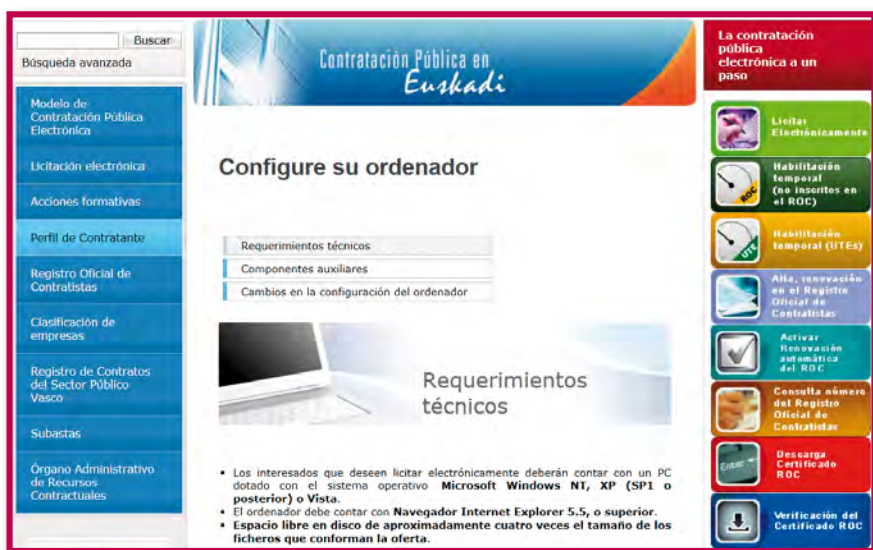 Buscar
Búsqueda avanzada
Modelo de
Contratación Pública
Electrónica
Licitación electrónica
Acciones formativas
Perfil de Contratante
Registro Oficial de
Contratistas
Clasificación de
empresas
Registro de Contratos
del Sector Público
Vasco
Subastas
Órgano Administrativo
de Recursos
Contractuales
Contratación Pública en
Euskadi
Configure su ordenador
Requerimientos técnicos
Componentes auxiliares
Cambios en la configuración del ordenador
Requerimientos
técnicos
• Los interesados que deseen licitar electrónicamente deberán contar con un PC
dotado con el sistema operativo Microsoft Windows NT, XP (SP1 o
posterior) o Vista.
• El ordenador debe contar con Navegador Internet Explorer 5.5, o superior.
• Espacio libre en disco de aproximadamente cuatro veces el tamaño de los
ficheros que conforman la oferta.
La contratación
pública
electrónica a un
paso
Licitar
Electrónicamente
ROC
Habilitación
temporal
(no inscritos en
el ROC)
UTE
Habilitación
temporal (UTEs)
Alta, renovación
en el Registro
Oficial de
Contratistas
Activar
Renovación
automática
del ROC
Consulta número
del Registro
Oficial de
Contratistas
Enter
Descarga
Certificado
ROC
Verificación del
Certificado ROC